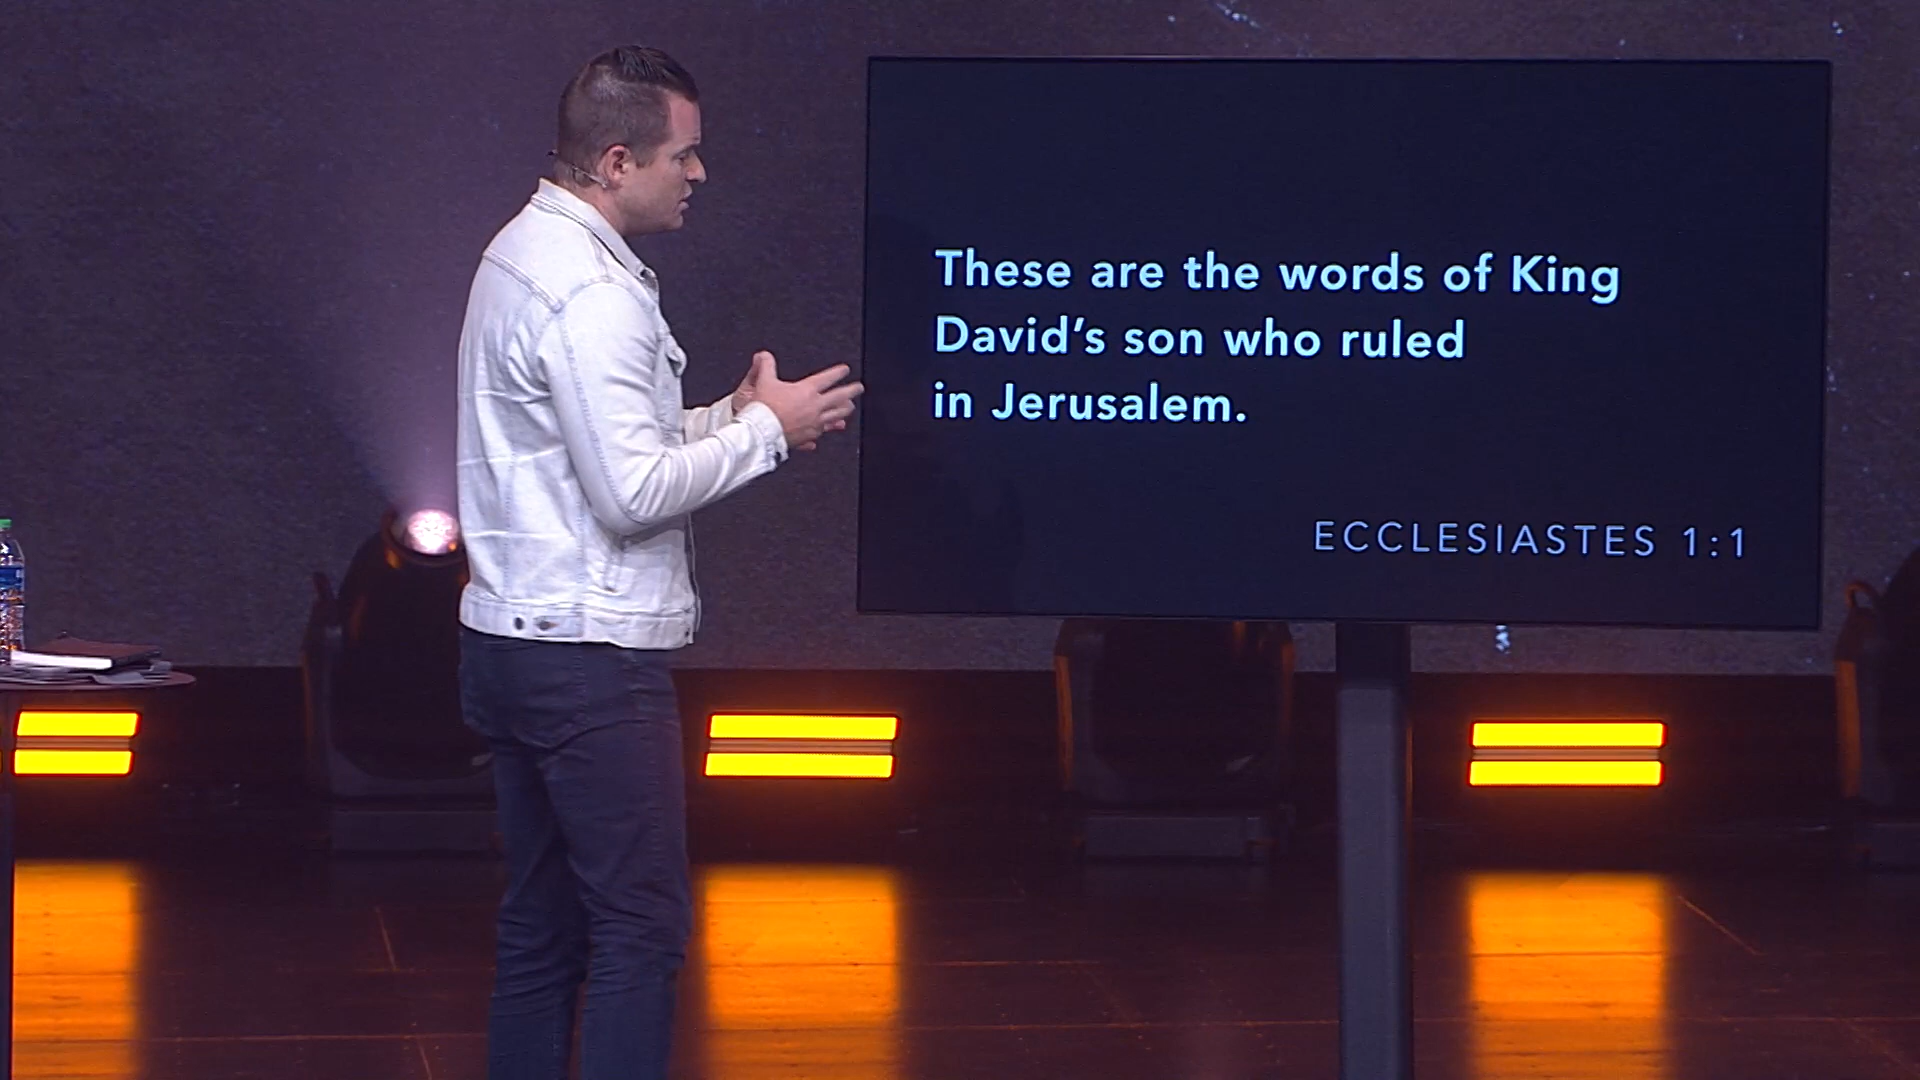 These are the words of King
David's son who ruled
in Jerusalem.
ECCLESIASTES 1:1